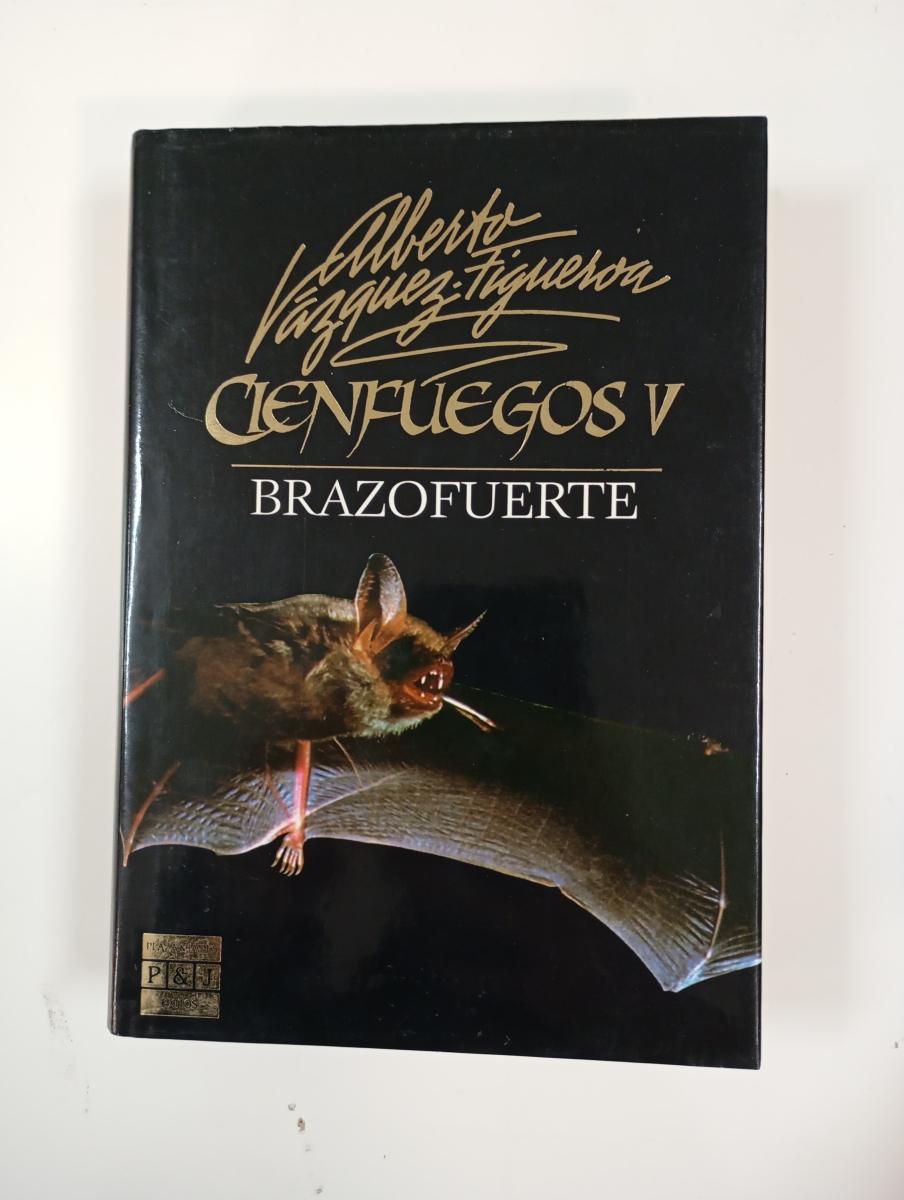 Alberto
Vázquez-Figueroa
CIENFUEGOS V
BRAZOFUERTE
P & J